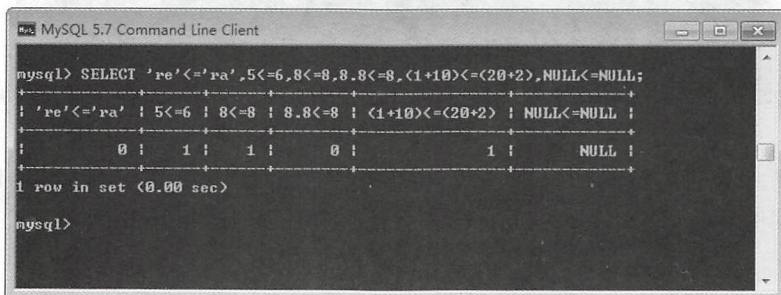 MySQL 5.7 Command Line Client
mysql> SELECT 're'<='ra',5<=6,8<=8,8.8<=8,(1+10)<=(20+2),NULL<=NULL;
+-----------+------+------+--------+----------------+------------+
| 're'<='ra' | 5<=6 | 8<=8 | 8.8<=8 | (1+10)<=(20+2) | NULL<=NULL |
| 0 | 1 | 1 | 0 | 1 | NULL |
1 row in set (0.00 sec)
mysql>